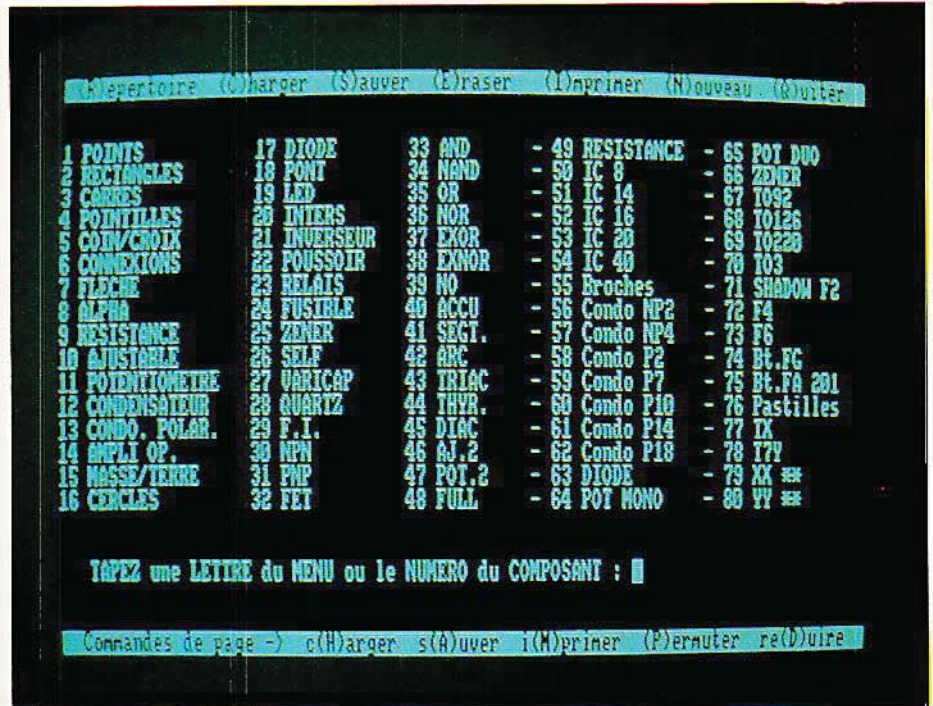 (R)epertoire (C)harger (S)auver (E)raser (I)mprimer (N)ouveau (Q)uiter
1 POINTS 17 DIODE 33 AND - 49 RESISTANCE - 65 POT DUO
2 RECTANGLES 18 PONT 34 NAND - 50 IC 8 - 66 ZENER
3 CARRES 19 LED 35 OR - 51 IC 14 - 67 TO92
4 POINTILLES 20 INTERS 36 NOR - 52 IC 16 - 68 TO126
5 COIN/CROIX 21 INVERSEUR 37 EXOR - 53 IC 20 - 69 TO220
6 CONNEXIONS 22 POUSSOIR 38 EXNOR - 54 IC 40 - 70 TO3
7 FLECHE 23 RELAIS 39 NO - 55 Broches - 71 SHADOW F2
8 ALPHA 24 FUSIBLE 40 ACCU - 56 Condo NP2 - 72 F4
9 RESISTANCE 25 ZENER 41 SEGT. - 57 Condo NP4 - 73 F6
10 AJUSTABLE 26 SELF 42 ARC - 58 Condo P2 - 74 Bt.FG
11 POTENTIOMETRE 27 VARICAP 43 TRIAC - 59 Condo P7 - 75 Bt.FA 201
12 CONDENSATEUR 28 QUARTZ 44 THYR. - 60 Condo P10 - 76 Pastilles
13 CONDO. POLAR. 29 F.I. 45 DIAC - 61 Condo P14 - 77 TX
14 AMPLI OP. 30 NPN 46 AJ.2 - 62 Condo P18 - 78 I7Y
15 MASSE/TERRE 31 PNP 47 POT.2 - 63 DIODE - 79 XX **
16 CERCLES 32 FET 48 FULL - 64 POT MONO - 80 YY **
TAPEZ une LETTRE du MENU ou le NUMERO du COMPOSANT :
Commandes de page -> c(H)arger s(A)uver i(M)primer (P)ermuter re(D)uire